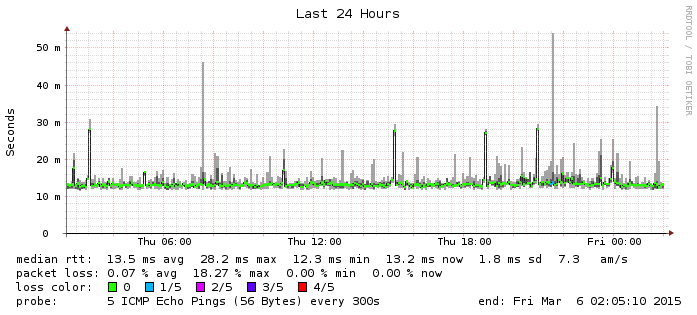 Last 24 Hours
RRDTOOL / TOBI OETIKER
Seconds
50 m
40 m
30 m
20 m
10 m
0
Thu 06:00 Thu 12:00 Thu 18:00 Fri 00:00
median rtt: 13.5 ms avg 28.2 ms max 12.3 ms min 13.2 ms now 1.8 ms sd 7.3 am/s
packet loss: 0.07 % avg 18.27 % max 0.00 % min 0.00 % now
loss color: 0 1/5 2/5 3/5 4/5
probe: 5 ICMP Echo Pings (56 Bytes) every 300s end: Fri Mar 6 02:05:10 2015